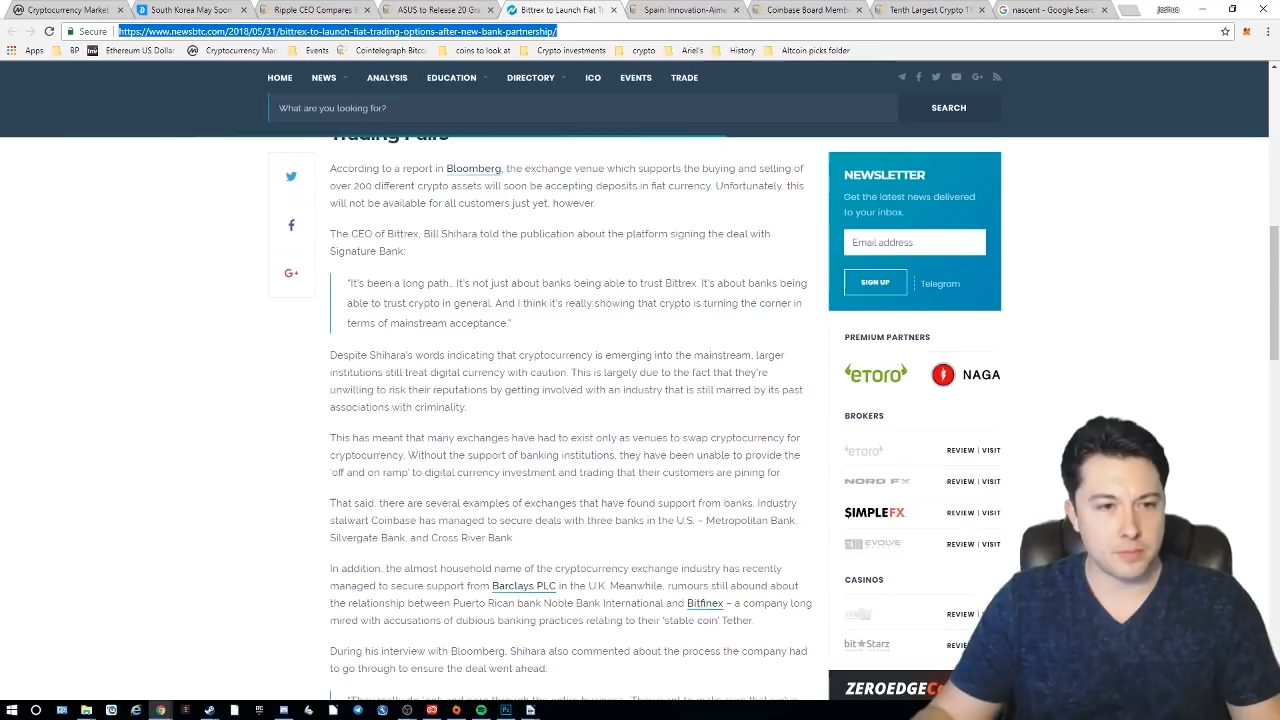 Cryptocurrency Market
South Korea May Soon
Ripple CEO Compares B
ASUS to Release 20 Gra
Bittrex to Launch Fiat T
Spain: Innovation-Aime
Coinbase Board Memb
Tenth Largest Crypto T
nascent - Google Searc
Joshua
Secure
https://www.newsbtc.com/2018/05/31/bittrex-to-launch-fiat-trading-options-after-new-bank-partnership/
Apps
BP
Inv
Ethereum US Dollar
Events
Cointelegraph Bitcoin
coins to look at
crypto investments
crypto
Ariel's
History
Altcoin picks folder
HOME
NEWS
ANALYSIS
EDUCATION
DIRECTORY
ICO
EVENTS
TRADE
What are you looking for?
SEARCH
Trading Pairs
According to a report in Bloomberg, the exchange venue which supports the buying and selling of
over 200 different crypto assets will soon be accepting deposits in fiat currency. Unfortunately, this
will not be available for all customers just yet, however.
The CEO of Bittrex, Bill Shihara told the publication about the platform signing the deal with
Signature Bank:
"It's been a long path… It's not just about banks being able to trust Bittrex. It's about banks being
able to trust crypto in general. And I think it's really showing that crypto is turning the corner in
terms of mainstream acceptance."
Despite Shihara's words indicating that cryptocurrency is emerging into the mainstream, larger
institutions still treat digital currency with caution. This is largely due to the fact that they're
unwilling to risk their reputations by getting involved with an industry that is still marred by its past
associations with criminality.
This has meant that many exchanges have had to exist only as venues to swap cryptocurrency for
cryptocurrency. Without the support of banking institutions, they have been unable to provide the
'off and on ramp' to digital currency investment and trading that their customers are pining for.
That said, there are several examples of exchanges that have found support from banks. Industry
stalwart Coinbase has managed to secure deals with three banks in the U.S. – Metropolitan Bank,
Silvergate Bank, and Cross River Bank
In addition, the almost household name of the cryptocurrency exchange industry has recently
managed to secure support from Barclays PLC in the U.K. Meanwhile, rumours still abound about
the relationship between Puerto Rican bank Noble Bank International and Bitfinex – a company long
mired with accusations of dubious banking practices relating to their 'stable coin' Tether.
During his interview with Bloomberg, Shihara also commented about the process the company had
to go through to ensure the deal went ahead:
NEWSLETTER
Get the latest news delivered
to your inbox.
Email address
SIGN UP
Telegram
PREMIUM PARTNERS
etoro
NAGA
BROKERS
etoro
REVIEW | VISIT
NORD FX
REVIEW | VISIT
$IMPLEFX
REVIEW | VISIT
EVOLVE
REVIEW | VISIT
CASINOS
REVIEW
bitStarz
REVIE
ZEROEDGEC